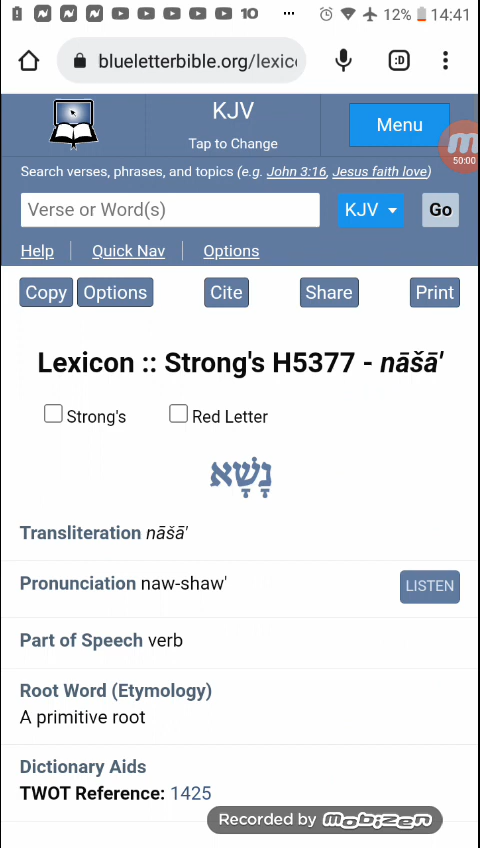 10 ... 12% 14:41
blueletterbible.org/lexic :D
KJV
Tap to Change
Menu
50:00
Search verses, phrases, and topics (e.g. John 3:16, Jesus faith love)
Verse or Word(s) KJV Go
Help Quick Nav Options
Copy Options Cite Share Print
Lexicon :: Strong's H5377 - nāšā'
Strong's Red Letter
נָשָׁא
Transliteration nāšā'
Pronunciation naw-shaw' LISTEN
Part of Speech verb
Root Word (Etymology)
A primitive root
Dictionary Aids
TWOT Reference: 1425
Recorded by mobizen